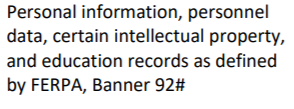 Personal information, personnel
data, certain intellectual property,
and education records as defined
by FERPA, Banner 92#